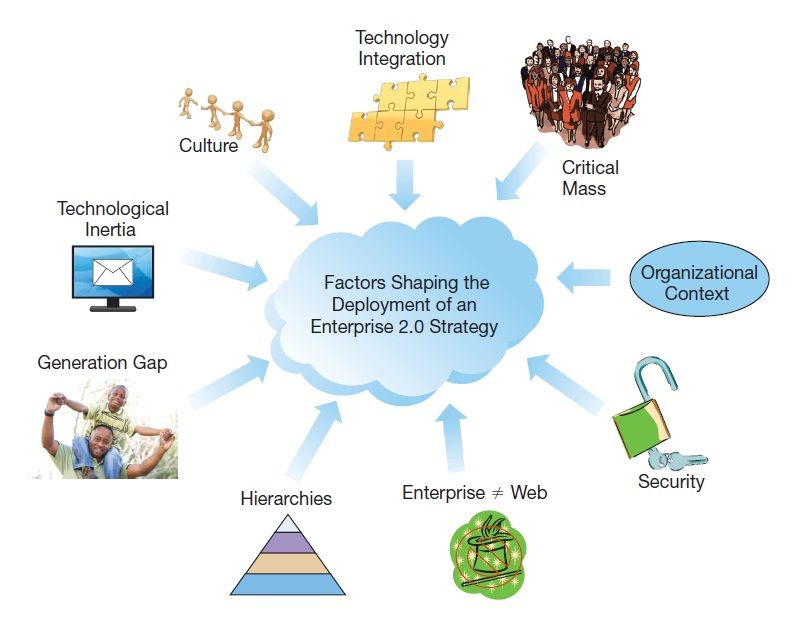 Technology
Integration
Culture
Critical
Mass
Technological
Inertia
Organizational
Context
Factors Shaping the
Deployment of an
Enterprise 2.0 Strategy
Generation Gap
Security
Hierarchies
Enterprise ≠ Web